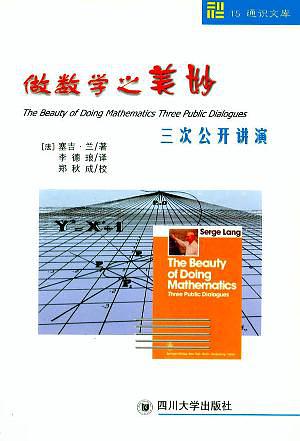 15 通识文库
做数学之美妙
The Beauty of Doing Mathematics Three Public Dialogues
三次公开讲演
[法] 塞吉·兰/著
李德琅/译
郑秋成/校
Y²=X³+1
Serge Lang
The Beauty
of Doing
Mathematics
Three Public Dialogues
四川大学出版社